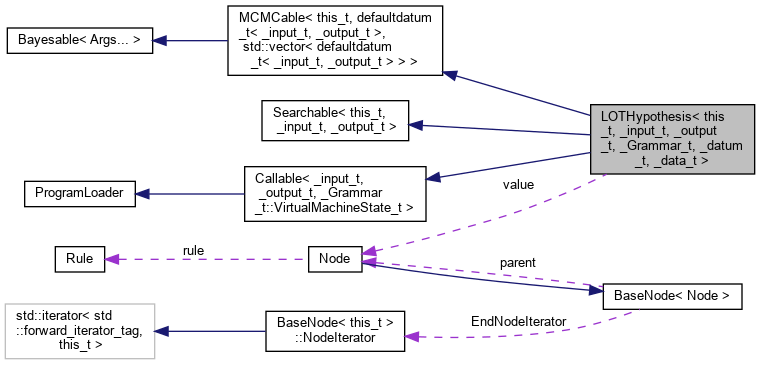 MCMCable< this_t, defaultdatum
_t< _input_t, _output_t >,
std::vector< defaultdatum
_t< _input_t, _output_t > > >
Bayesable< Args... >
Searchable< this_t,
_input_t, _output_t >
LOTHypothesis< this
_t, _input_t, _output
_t, _Grammar_t, _datum
_t, _data_t >
Callable< _input_t,
_output_t, _Grammar
_t::VirtualMachineState_t >
ProgramLoader
value
Rule
rule
Node
parent
BaseNode< Node >
std::iterator< std
::forward_iterator_tag,
this_t >
BaseNode< this_t >
::NodeIterator
EndNodeIterator